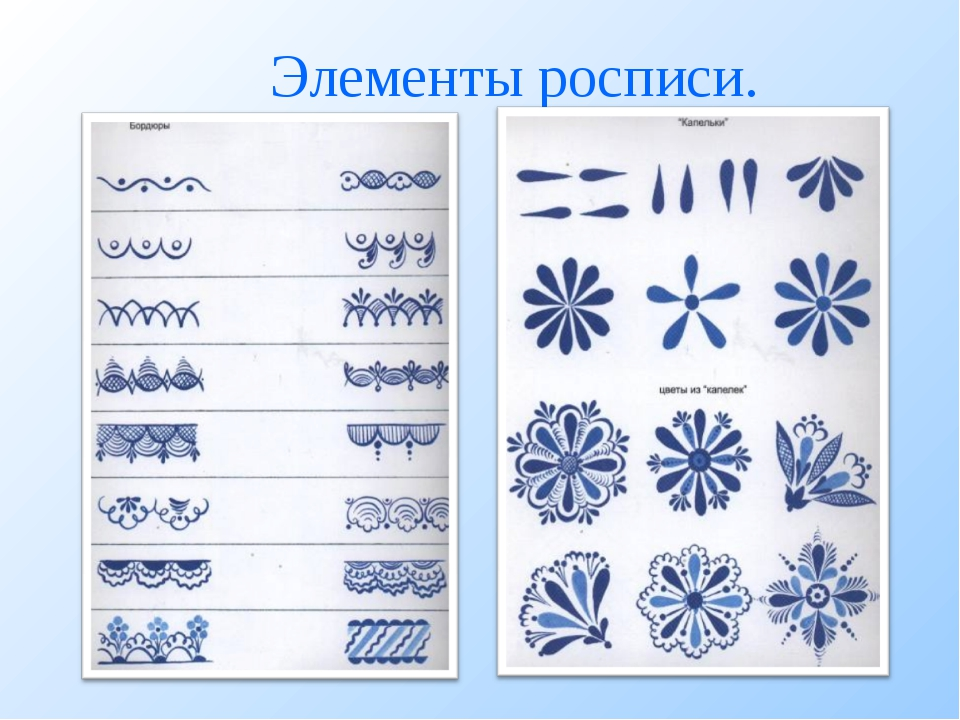 Элементы росписи.
Бордюры
"Капельки"
цветы из "капелек"